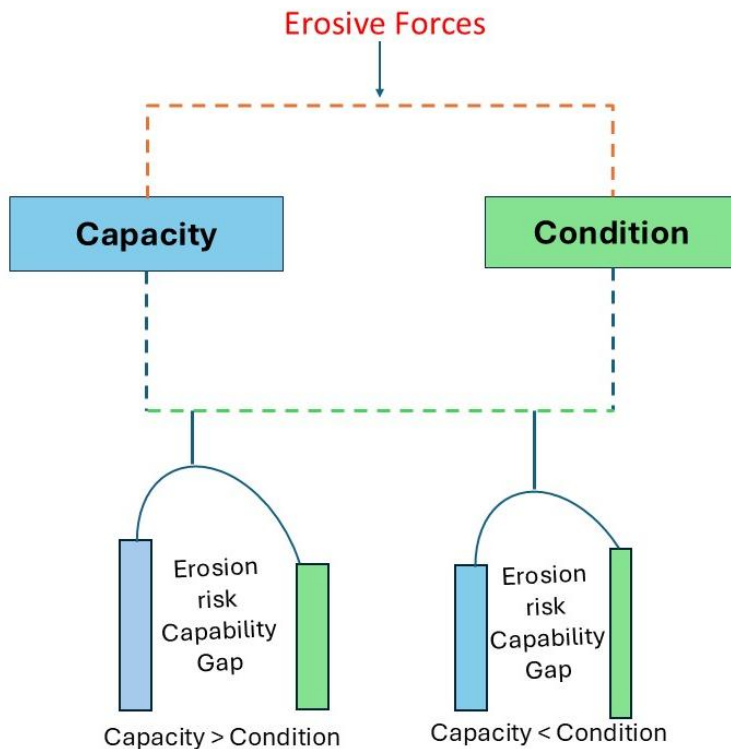 Erosive Forces
Capacity
Condition
Erosion
risk
Capability
Gap
Capacity > Condition
Erosion
risk
Capability
Gap
Capacity < Condition